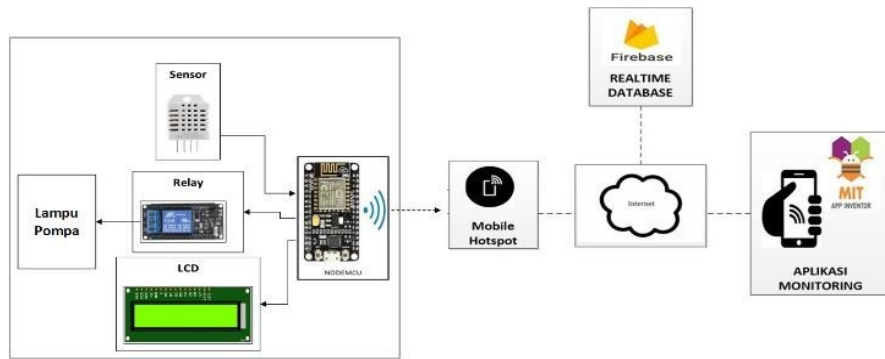 Sensor
Relay
Lampu
Pompa
LCD
NODEMCU
Mobile
Hotspot
Firebase
REALTIME
DATABASE
Internet
MIT
APP INVENTOR
APLIKASI
MONITORING